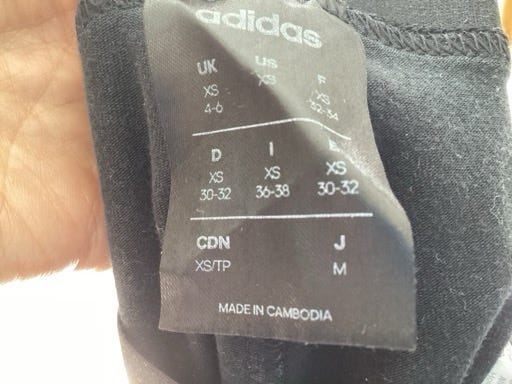 adidas
UK US F
XS XS XS
4-6 32-34
D I E
XS XS XS
30-32 36-38 30-32
CDN J
XS/TP M
MADE IN CAMBODIA